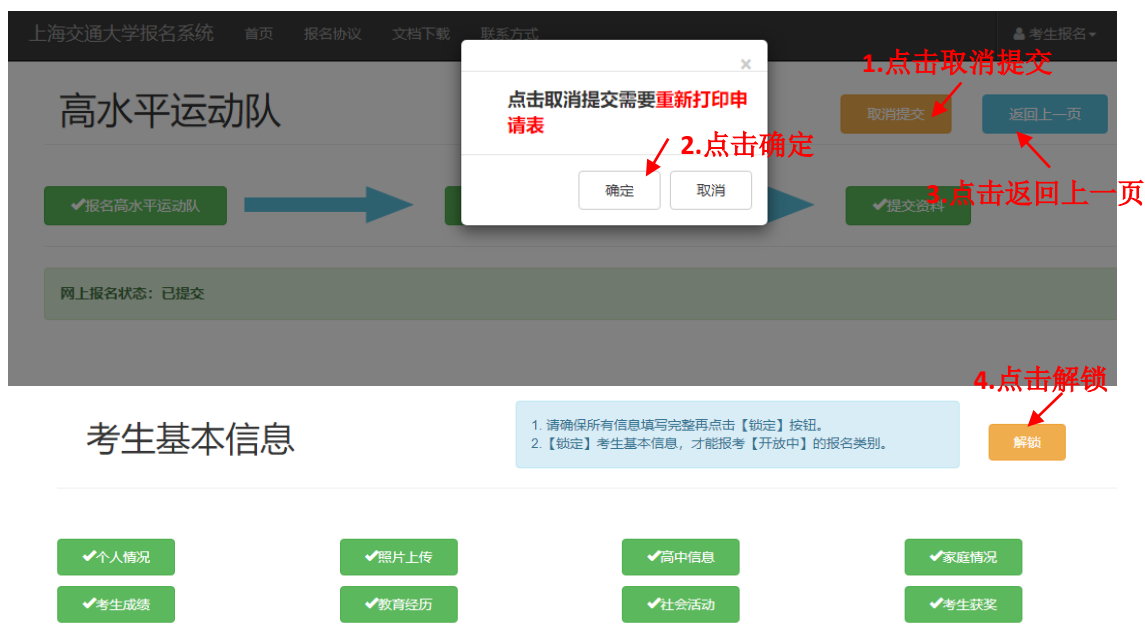 上海交通大学报名系统 首页 报名协议 文档下载 联系方式 考生报名
×
1.点击取消提交
点击取消提交需要重新打印申
请表
高水平运动队
取消提交 返回上一页
2.点击确定
确定 取消
3.点击返回上一页
✔报名高水平运动队 ✔提交资料
网上报名状态：已提交
4.点击解锁
考生基本信息
1. 请确保所有信息填写完整再点击【锁定】按钮。
2.【锁定】考生基本信息，才能报考【开放中】的报名类别。
解锁
✔个人情况 ✔照片上传 ✔高中信息 ✔家庭情况
✔考生成绩 ✔教育经历 ✔社会活动 ✔考生获奖